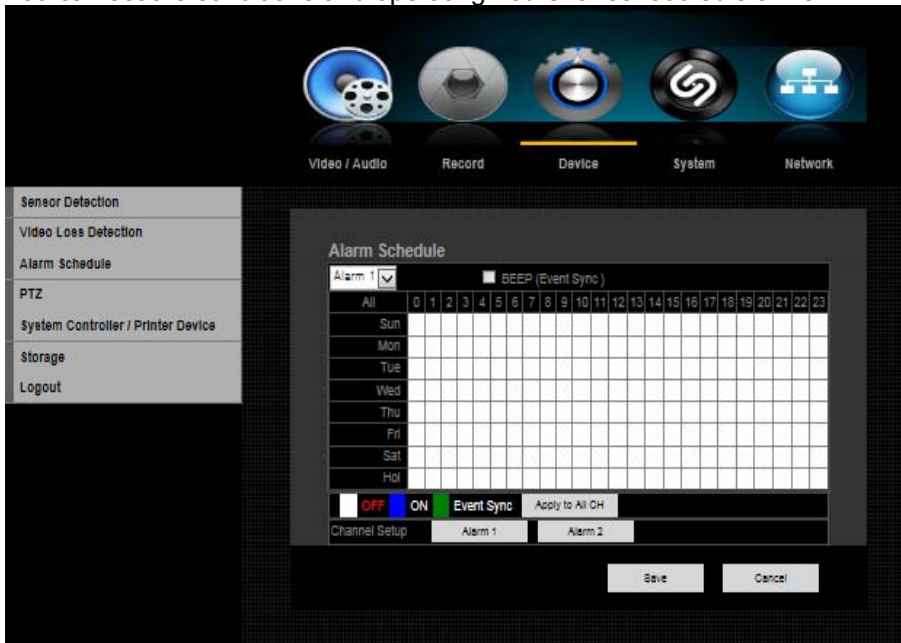 Video / Audio Record Device System Network
Sensor Detection
Video Loss Detection
Alarm Schedule
PTZ
System Controller / Printer Device
Storage
Logout
Alarm Schedule
Alarm 1 BEEP (Event Sync )
All 0 1 2 3 4 5 6 7 8 9 10 11 12 13 14 15 16 17 18 19 20 21 22 23
Sun
Mon
Tue
Wed
Thu
Fri
Sat
Hol
OFF ON Event Sync Apply to All CH
Channel Setup Alarm 1 Alarm 2
Save Cancel